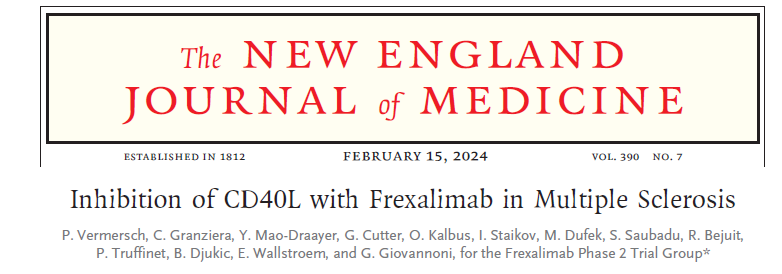 The NEW ENGLAND
JOURNAL of MEDICINE
ESTABLISHED IN 1812 FEBRUARY 15, 2024 VOL. 390 NO. 7
Inhibition of CD40L with Frexalimab in Multiple Sclerosis
P. Vermersch, C. Granziera, Y. Mao-Draayer, G. Cutter, O. Kalbus, I. Staikov, M. Dufek, S. Saubadu, R. Bejuit,
P. Truffinet, B. Djukic, E. Wallstroem, and G. Giovannoni, for the Frexalimab Phase 2 Trial Group*